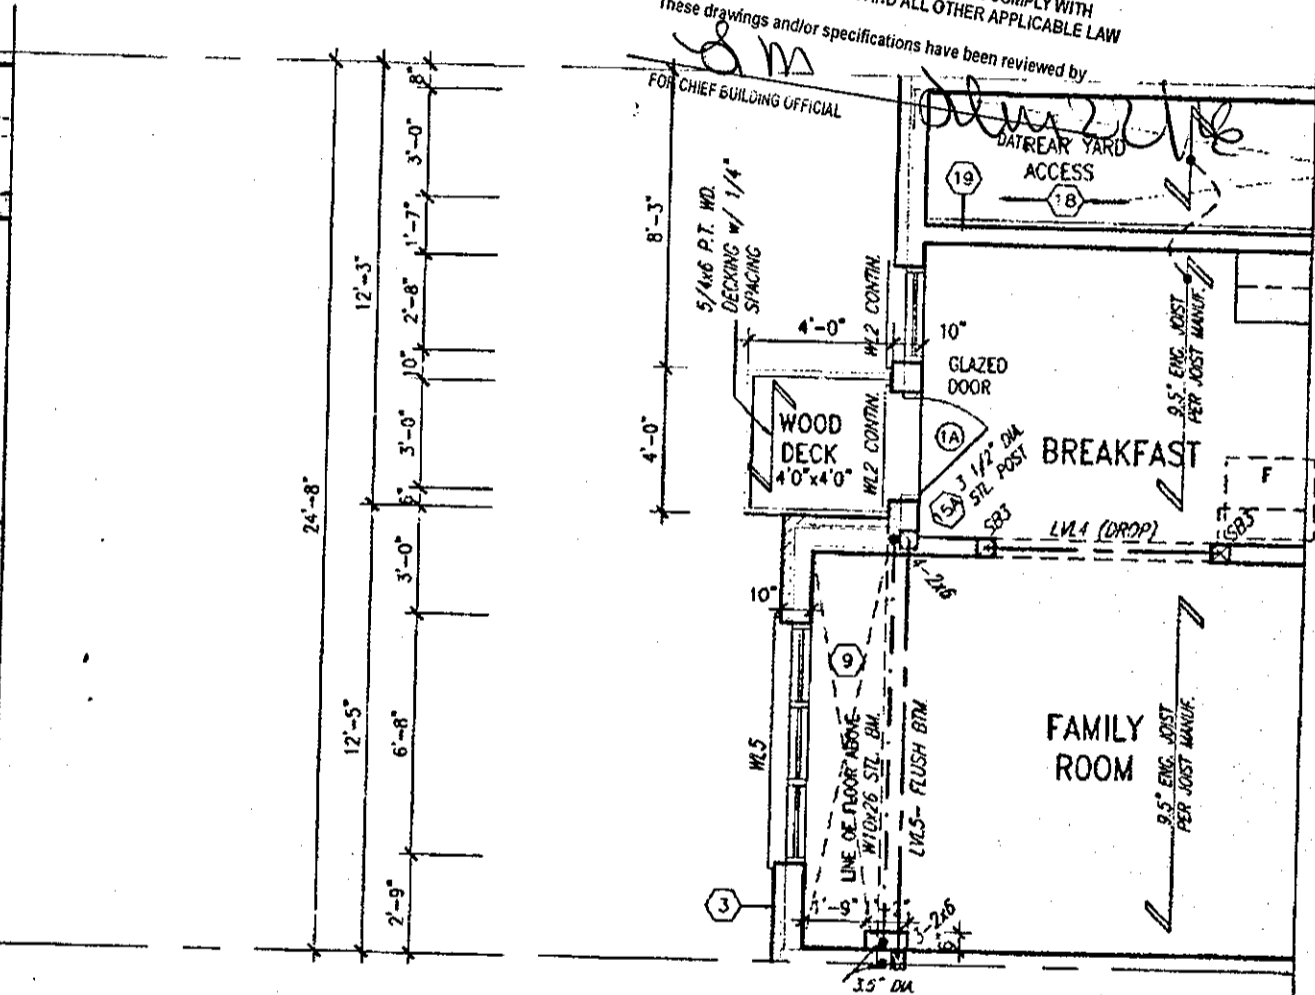 COMPLY WITH
AND ALL OTHER APPLICABLE LAW
These drawings and/or specifications have been reviewed by
FOR CHIEF BUILDING OFFICIAL
DATE
REAR YARD
ACCESS
19
18
8"
3'-0"
1'-7"
2'-8"
10"
3'-0"
6"
3'-0"
6'-8"
2'-9"
12'-3"
12'-5"
24'-8"
8'-3"
4'-0"
5/4x6 P.T. WD.
DECKING w/ 1/4"
SPACING
4'-0"
WL2 CONTIN.
10"
GLAZED
DOOR
WOOD
DECK
4'0"x4'0"
WL2 CONTIN.
1A
15A
3 1/2" DIA.
STL. POST
BREAKFAST
9.5" ENG. JOIST
PER JOIST MANUF.
F
SB3
LVL4 (DROP)
SB3
4-2x6
10"
9
WL5
LINE OF FLOOR ABOVE
W10x26 STL. BM.
LVL5- FLUSH BTM.
FAMILY
ROOM
9.5" ENG. JOIST
PER JOIST MANUF.
3
3-2x6
6"
3.5" DIA